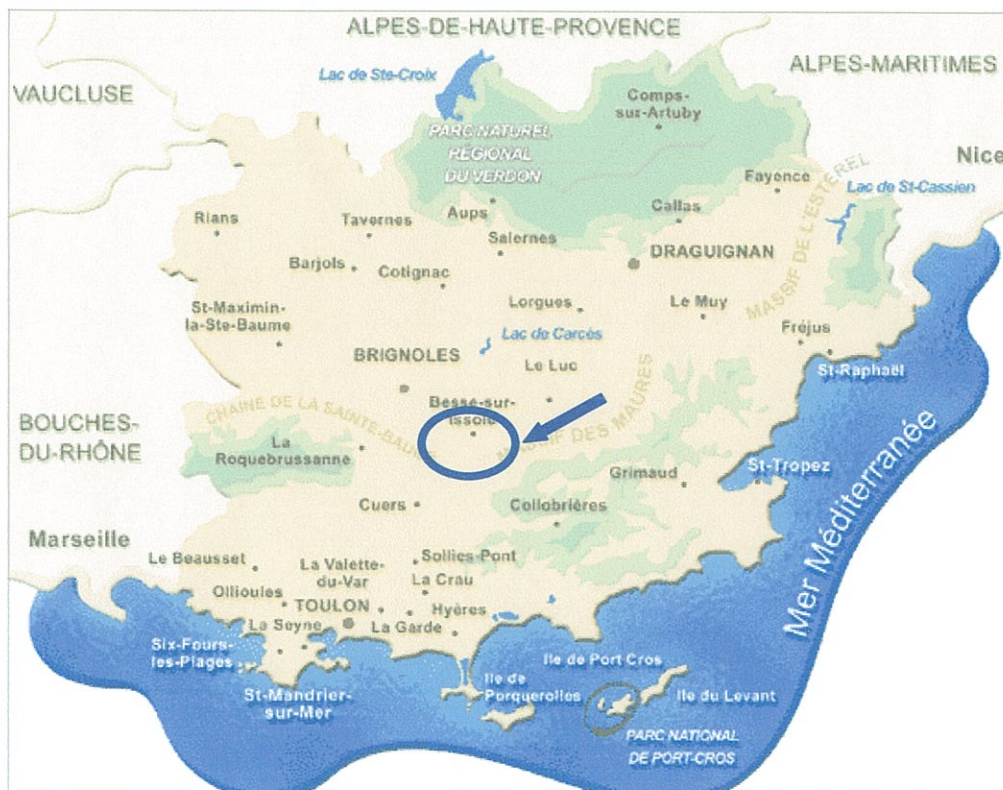 ALPES-DE-HAUTE-PROVENCE
ALPES-MARITIMES
VAUCLUSE
Lac de Ste-Croix
Comps-
sur-Artuby
PARC NATUREL
RÉGIONAL
DU VERDON
Nice
Fayence
Lac de St-Cassien
MASSIF DE L'ESTEREL
Rians
Tavernes
Aups
Callas
Salernes
DRAGUIGNAN
Barjols
Cotignac
St-Maximin-
la-Ste-Baume
Lorgues
Le Muy
Lac de Carcès
Fréjus
BRIGNOLES
Le Luc
St-Raphaël
Besse-sur-
Issole
CHAINE DE LA SAINTE-BAUME
MASSIF DES MAURES
BOUCHES-
DU-RHÔNE
La
Roquebrussanne
Grimaud
St-Tropez
Mer Méditerranée
Cuers
Collobrières
Marseille
Le Beausset
La Valette-
du-Var
Sollies-Pont
La Crau
Ollioules
TOULON
Hyères
La Seyne
La Garde
Six-Fours-
les-Plages
Ile de Port Cros
Ile de
Porquerolles
Ile du Levant
St-Mandrier-
sur-Mer
PARC NATIONAL
DE PORT-CROS